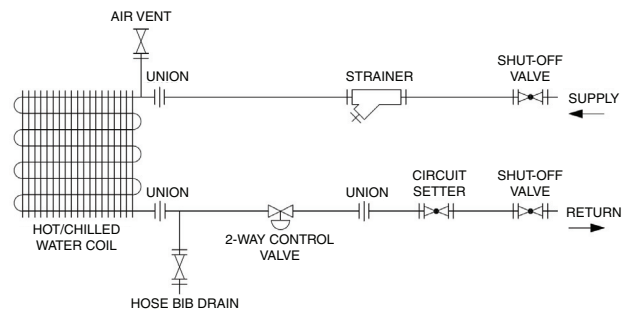 AIR VENT
UNION
STRAINER
SHUT-OFF
VALVE
SUPPLY
UNION
UNION
CIRCUIT
SETTER
SHUT-OFF
VALVE
RETURN
HOT/CHILLED
WATER COIL
2-WAY CONTROL
VALVE
HOSE BIB DRAIN